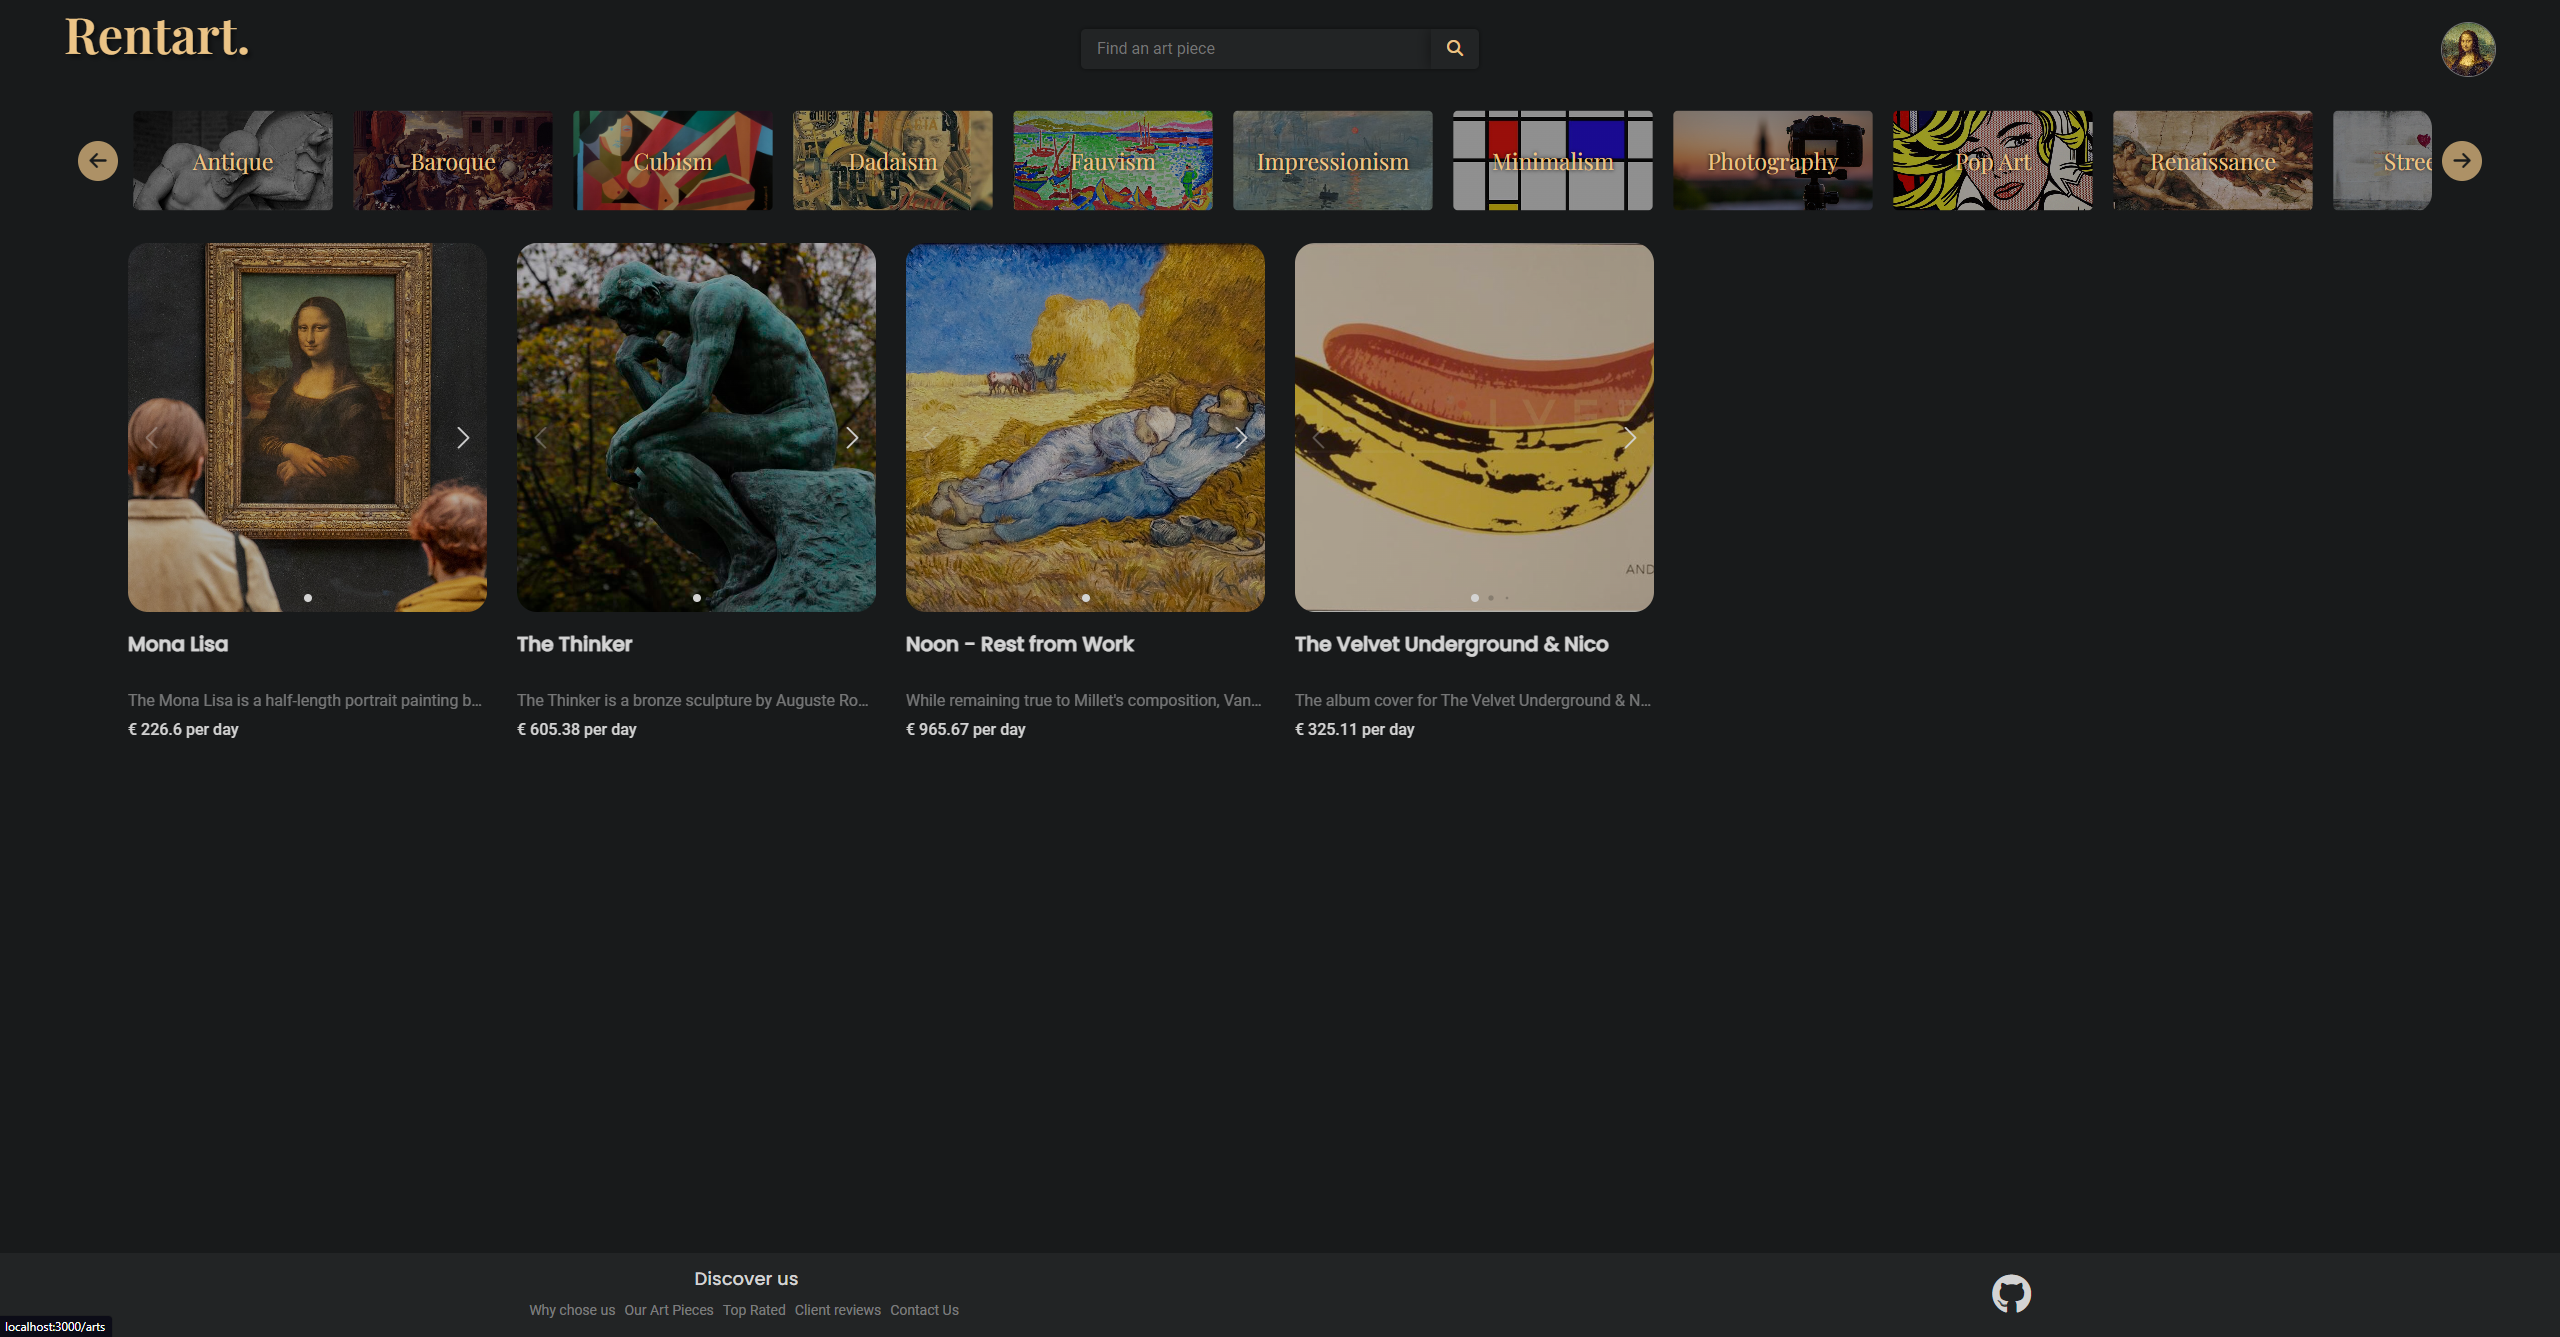 Rentart.
Find an art piece
Antique
Baroque
Cubism
Dadaism
Fauvism
Impressionism
Minimalism
Photography
Pop Art
Renaissance
Stree
AND
Mona Lisa
The Thinker
Noon - Rest from Work
The Velvet Underground & Nico
The Mona Lisa is a half-length portrait painting b...
The Thinker is a bronze sculpture by Auguste Ro...
While remaining true to Millet's composition, Van...
The album cover for The Velvet Underground & N...
€ 226.6 per day
€ 605.38 per day
€ 965.67 per day
€ 325.11 per day
Discover us
Why chose us Our Art Pieces Top Rated Client reviews Contact Us
localhost:3000/arts